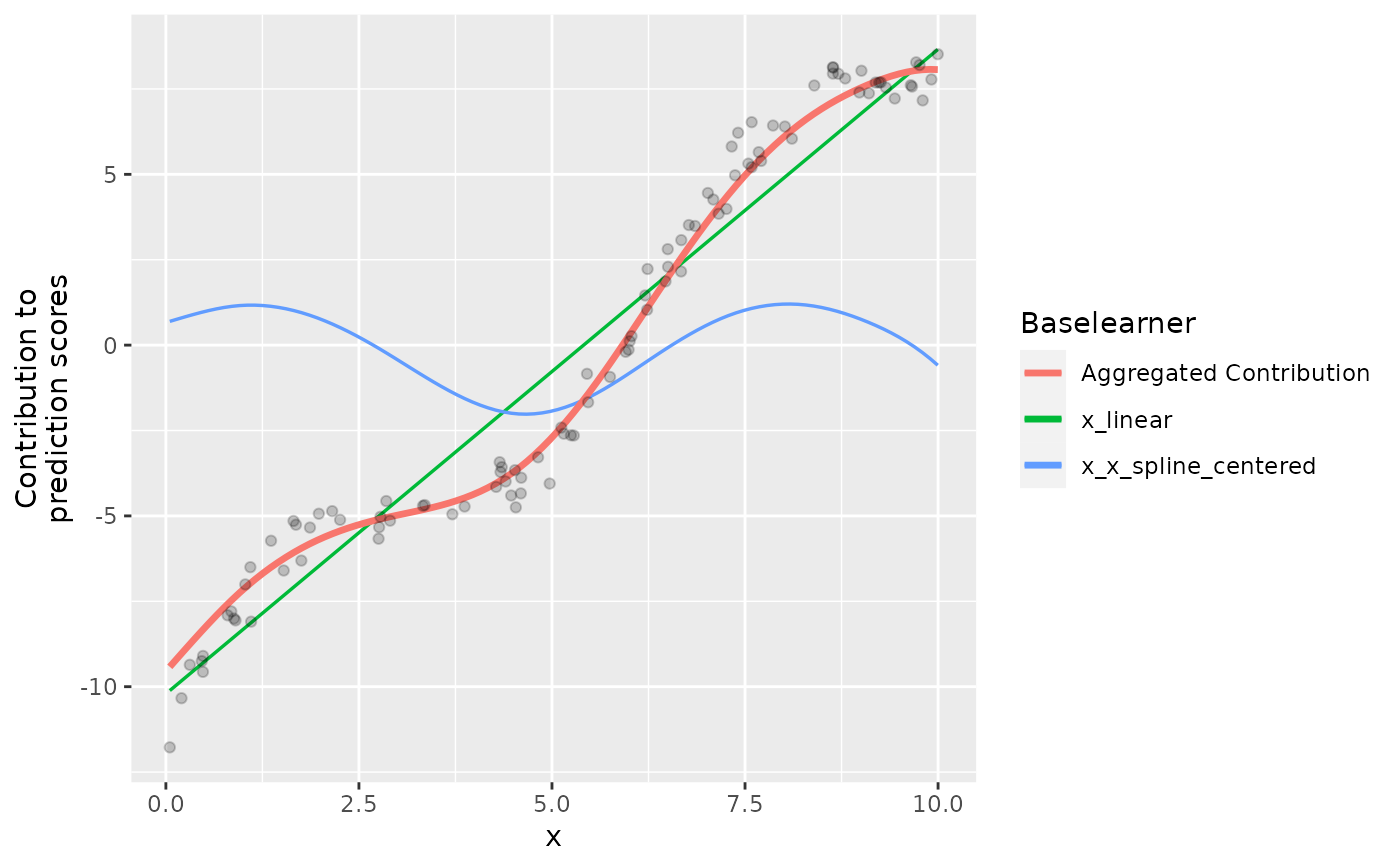 Contribution to
prediction scores
5
0
-5
-10
0.0
2.5
5.0
7.5
10.0
x
Baselearner
Aggregated Contribution
x_linear
x_x_spline_centered